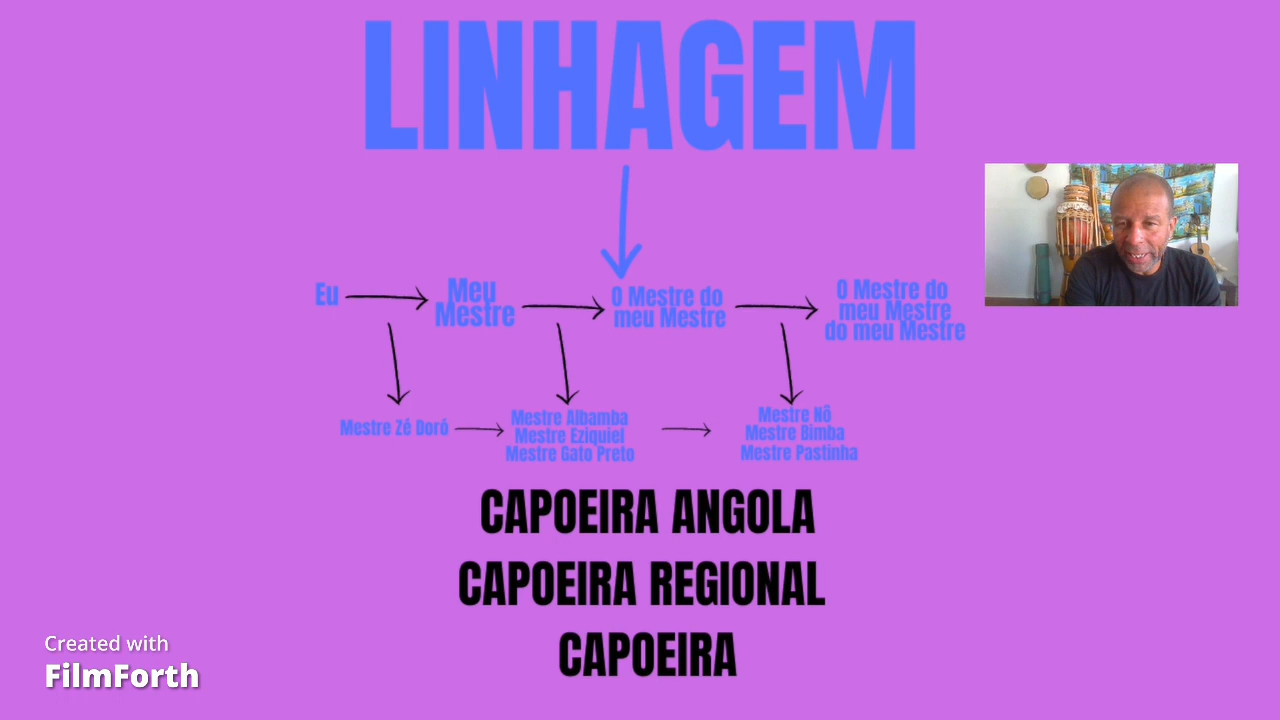 LINHAGEM
Eu
Meu
Mestre
O Mestre do
meu Mestre
O Mestre do
meu Mestre
do meu Mestre
Mestre Zé Doró
Mestre Albamba
Mestre Eziquiel
Mestre Gato Preto
Mestre Nô
Mestre Bimba
Mestre Pastinha
CAPOEIRA ANGOLA
CAPOEIRA REGIONAL
CAPOEIRA
Created with
FilmForth